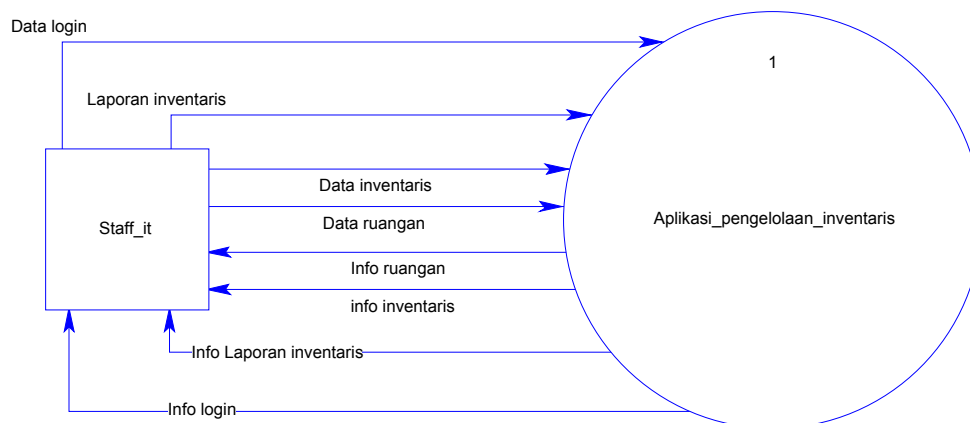 Data login
1
Laporan inventaris
Data inventaris
Staff_it
Data ruangan
Aplikasi_pengelolaan_inventaris
Info ruangan
info inventaris
Info Laporan inventaris
Info login